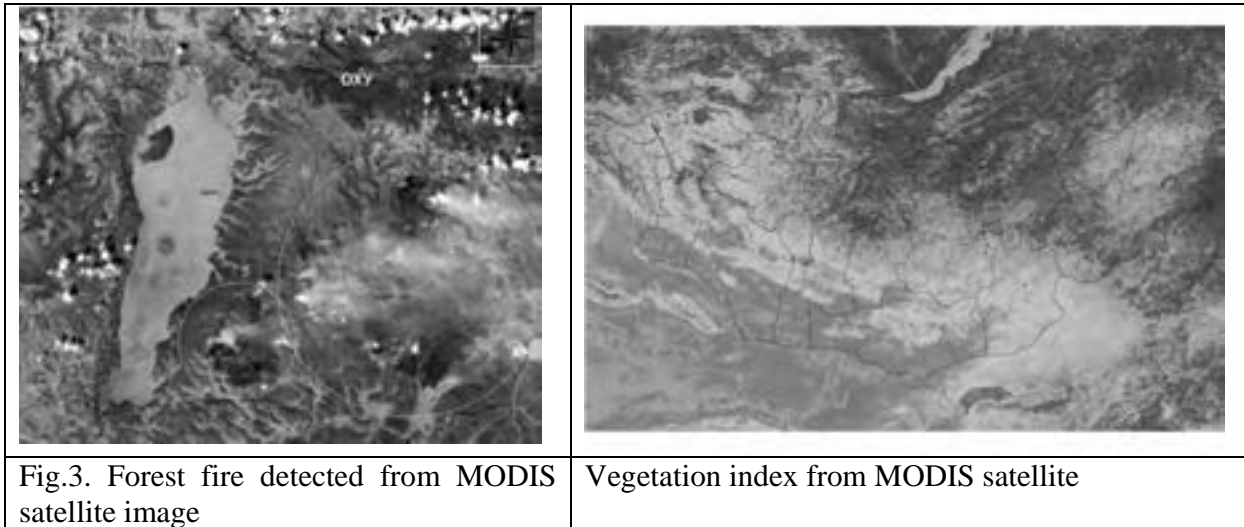 Fig.3. Forest fire detected from MODIS
satellite image
Vegetation index from MODIS satellite